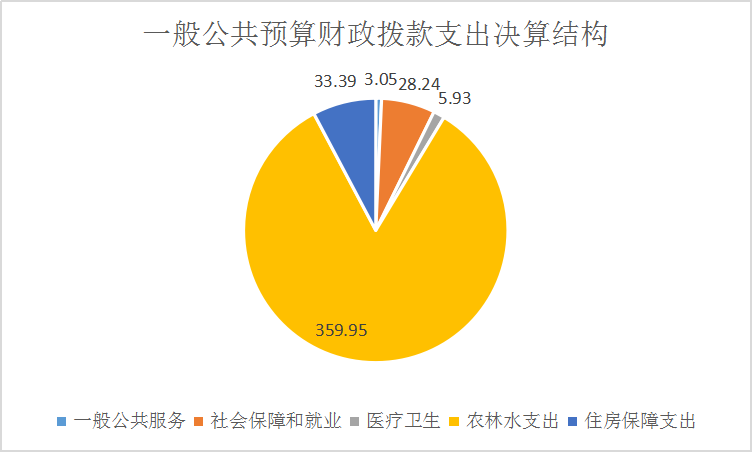 一般公共预算财政拨款支出决算结构
33.39
3.05
28.24
5.93
359.95
一般公共服务
社会保障和就业
医疗卫生
农林水支出
住房保障支出